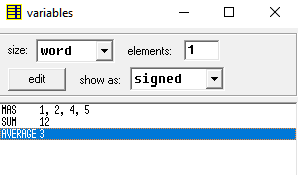 variables
size: word elements: 1
edit show as: signed
MAS 1, 2, 4, 5
SUM 12
AVERAGE 3